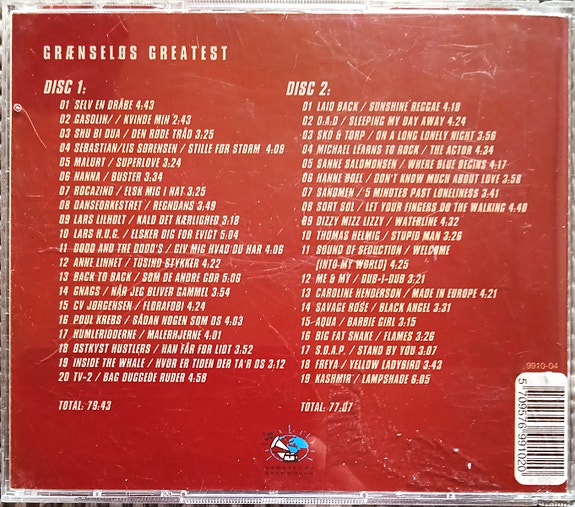 GRÆNSELØS GREATEST
DISC 1:
01 SELV EN DRÅBE 4:43
02 GASOLIN/ / KVINDE MIN 2:43
03 SHU BI DUA / DEN RØDE TRÅD 3:25
04 SEBASTIAN/LIS SØRENSEN / STILLE FØR STORM 4:09
05 MALURT / SUPERLOVE 3:24
06 NANNA / BUSTER 3:34
07 ROCAZINO / ELSK MIG I NAT 3:25
08 DANSEORKESTRET / REGNDANS 3:49
09 LARS LILHOLT / KALD DET KÆRLIGHED 3:18
10 LARS H.U.G. / ELSKER DIG FOR EVIGT 5:04
11 DODO AND THE DODO'S / GIV MIG HVAD DU HAR 4:06
12 ANNE LINNET / TUSIND STYKKER 4:22
13 BACK TO BACK / SOM DE ANDRE GØR 5:06
14 GNAGS / NÅR JEG BLIVER GAMMEL 3:54
15 CV JØRGENSEN / FLORAFOBI 4:24
16 POUL KREBS / SÅDAN NOGEN SOM OS 4:03
17 HUMLERIDDERNE / MALERHJERNE 4:01
18 ØSTKYST HUSTLERS / HAN FÅR FOR LIDT 3:52
19 INSIDE THE WHALE / HVOR ER TIDEN DER TA'R OS 3:12
20 TV-2 / BAG DUGGEDE RUDER 4:58
TOTAL: 79:43
DISC 2:
01 LAID BACK / SUNSHINE REGGAE 4:18
02 D:A:D / SLEEPING MY DAY AWAY 4:24
03 SKO & TORP / ON A LONG LONELY NIGHT 3:56
04 MICHAEL LEARNS TO ROCK / THE ACTOR 4:34
05 SANNE SALOMONSEN / WHERE BLUE BEGINS 4:17
06 HANNE BOEL / DON'T KNOW MUCH ABOUT LOVE 3:58
07 SANDMEN / 5 MINUTES PAST LONELINESS 3:41
08 SORT SOL / LET YOUR FINGERS DO THE WALKING 4:40
09 DIZZY MIZZ LIZZY / WATERLINE 4:32
10 THOMAS HELMIG / STUPID MAN 3:26
11 SOUND OF SEDUCTION / WELCOME
(INTO MY WORLD) 4:25
12 ME & MY / DUB-I-DUB 3:21
13 CAROLINE HENDERSON / MADE IN EUROPE 4:21
14 SAVAGE ROSE / BLACK ANGEL 3:31
15 AQUA / BARBIE GIRL 3:15
16 BIG FAT SNAKE / FLAMES 3:26
17 S.O.A.P. / STAND BY YOU 3:07
18 FREYA / YELLOW LADYBIRD 3:43
19 KASHMIR / LAMPSHADE 6:05
TOTAL: 77:07
9910-04
5 709576 991020